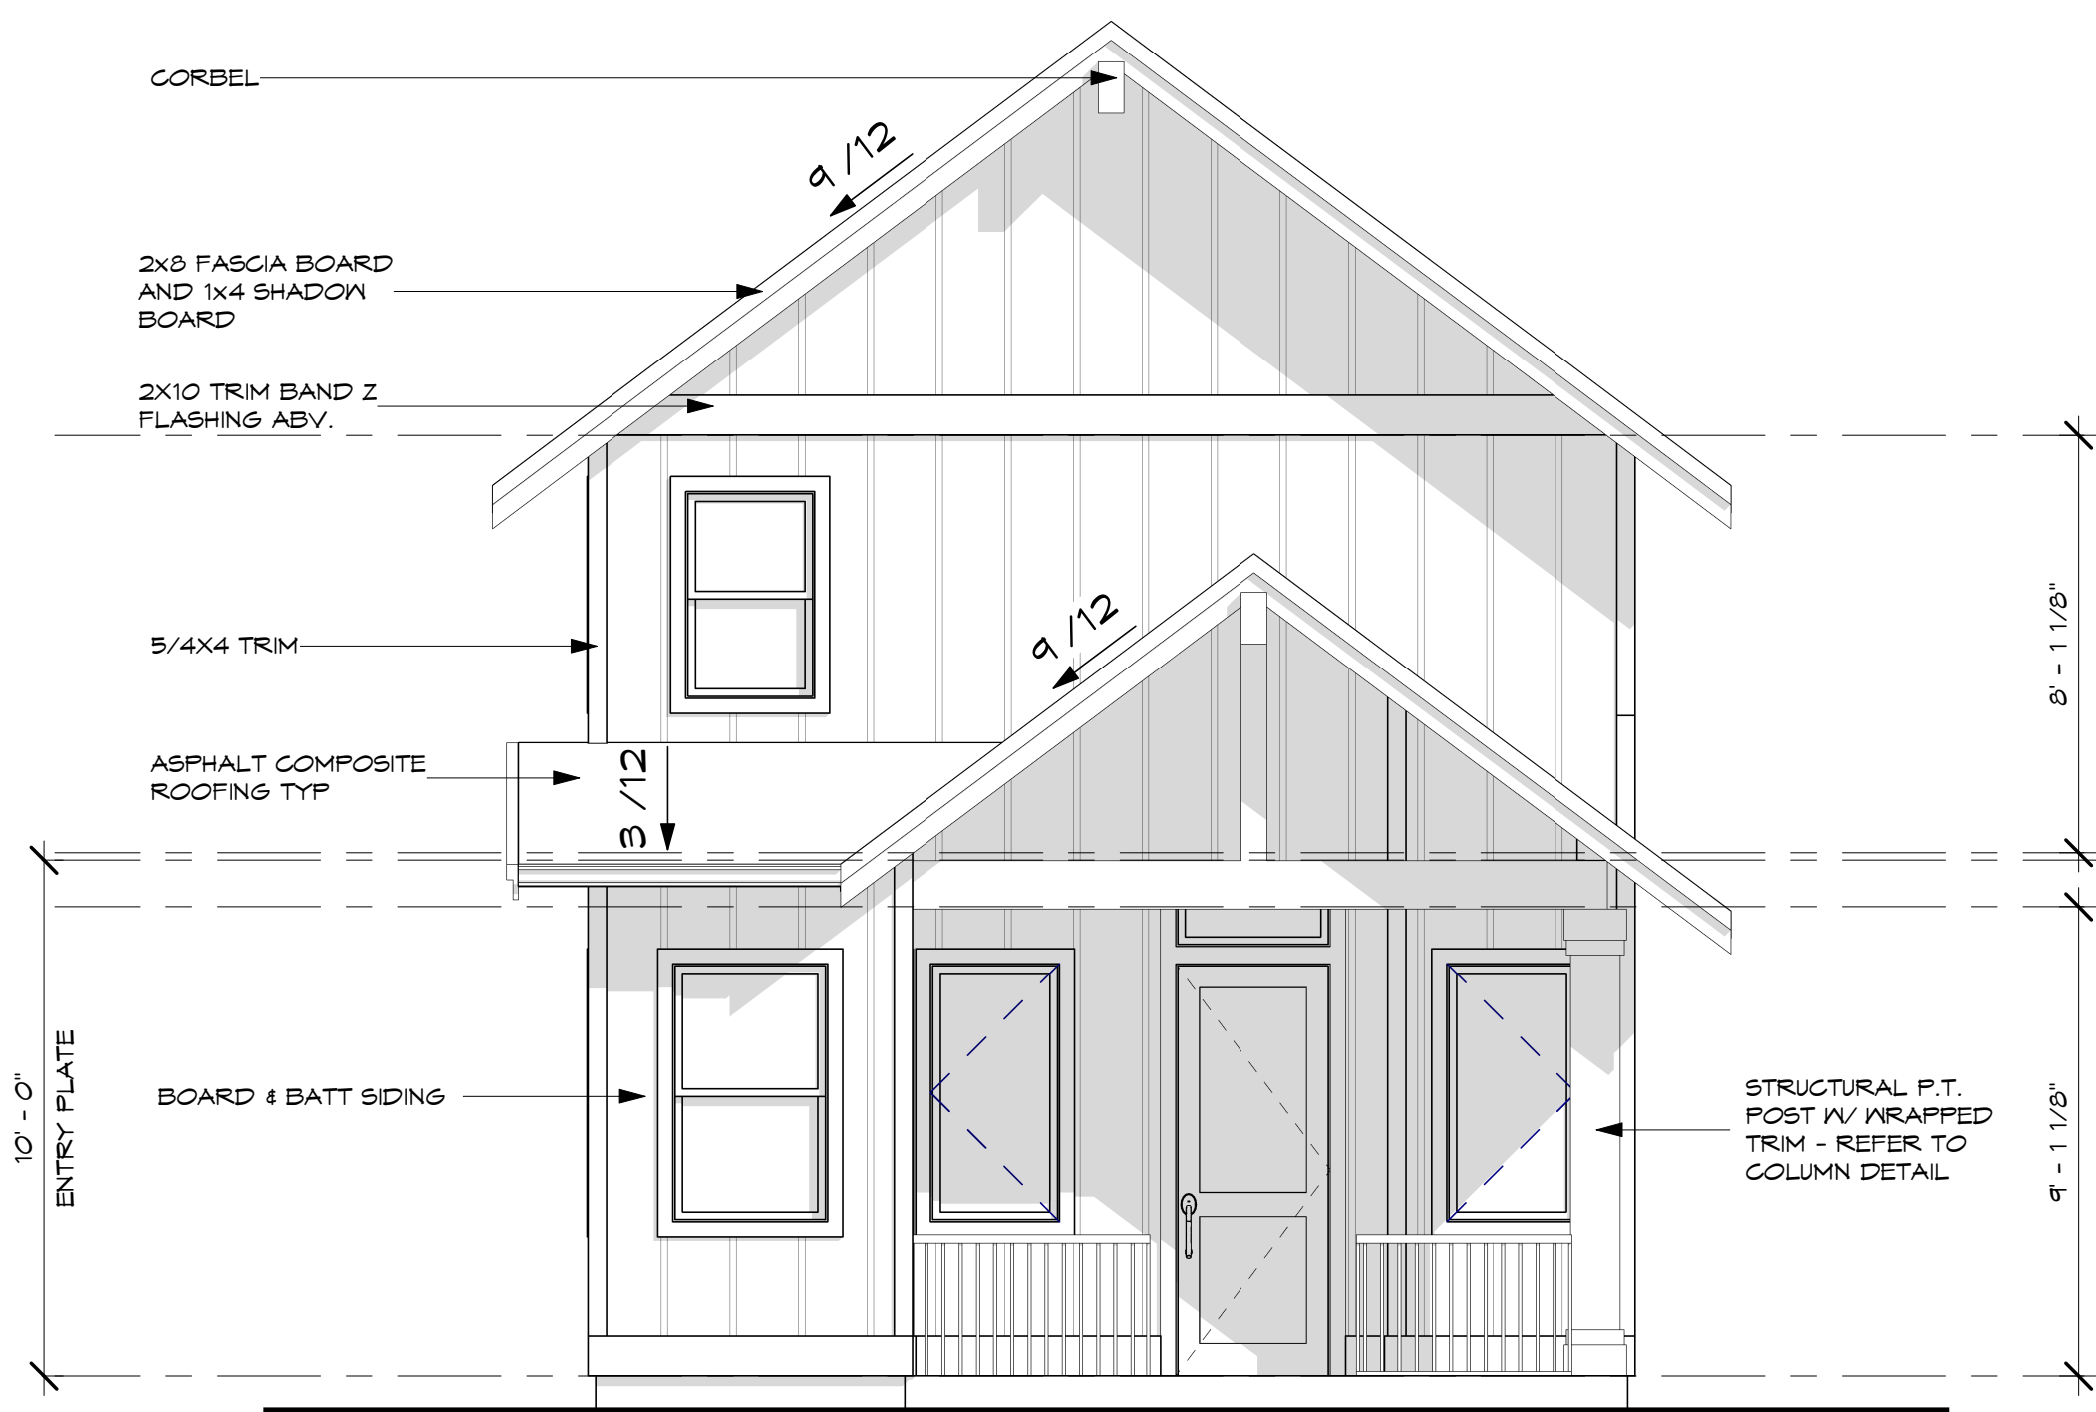 CORBEL
9 /12
2x8 FASCIA BOARD
AND 1x4 SHADOW
BOARD
2X10 TRIM BAND Z
FLASHING ABV.
5/4X4 TRIM
9 /12
8' - 1 1/8"
ASPHALT COMPOSITE
ROOFING TYP
3 /12
10' - 0"
ENTRY PLATE
BOARD & BATT SIDING
STRUCTURAL P.T.
POST W/ WRAPPED
TRIM - REFER TO
COLUMN DETAIL
9' - 1 1/8"